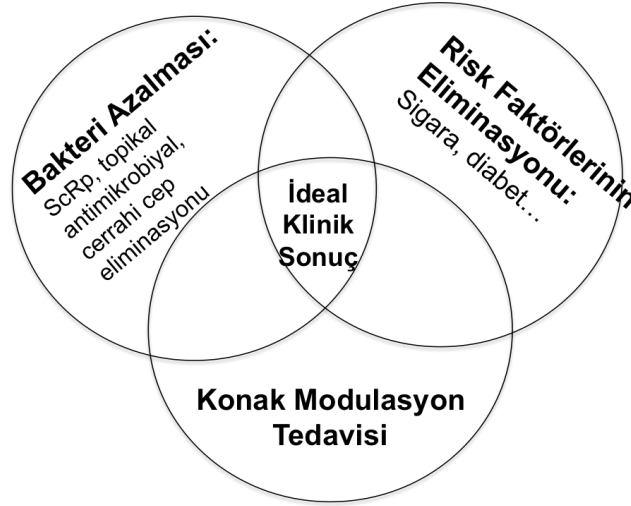 Bakteri Azalması:
ScRp, topikal
antimikrobiyal,
cerrahi cep
eliminasyonu
Risk Faktörlerinin
Eliminasyonu:
Sigara, diabet...
İdeal
Klinik
Sonuç
Konak Modulasyon
Tedavisi